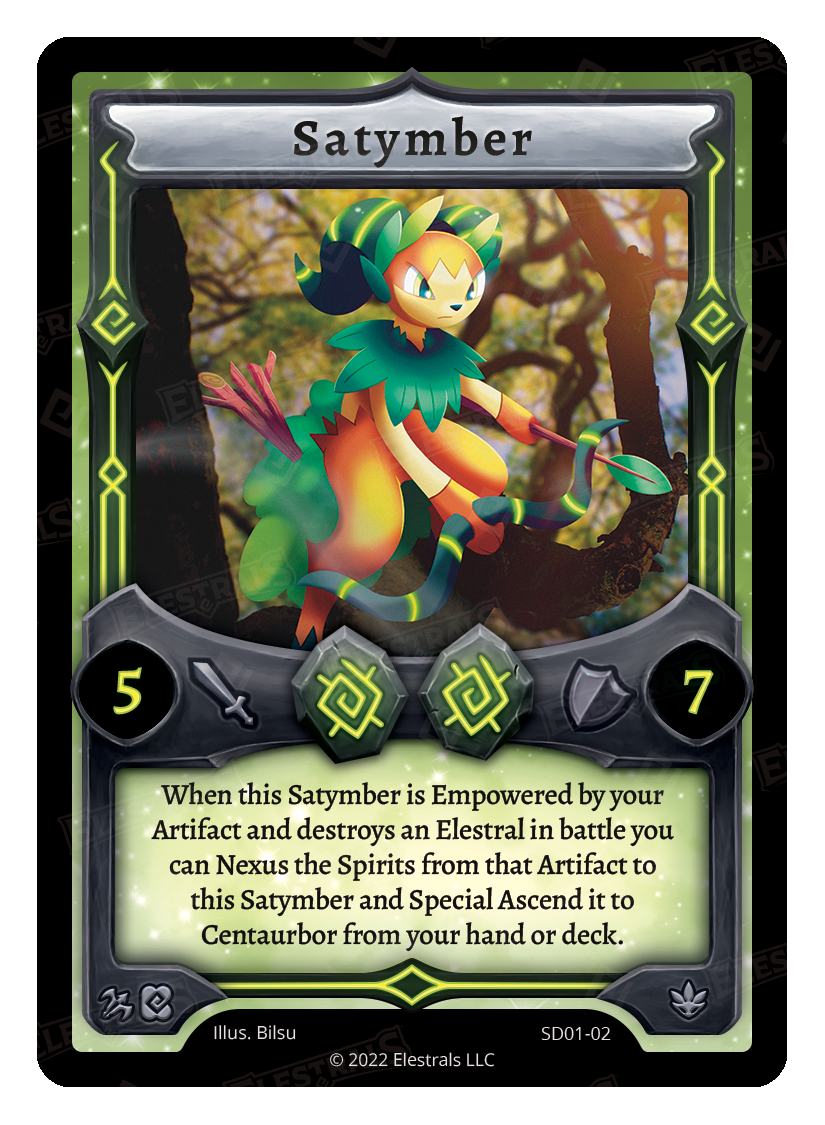 Satymber
5
7
When this Satymber is Empowered by your
Artifact and destroys an Elestral in battle you
can Nexus the Spirits from that Artifact to
this Satymber and Special Ascend it to
Centaurbor from your hand or deck.
Illus. Bilsu
SD01-02
© 2022 Elestrals LLC